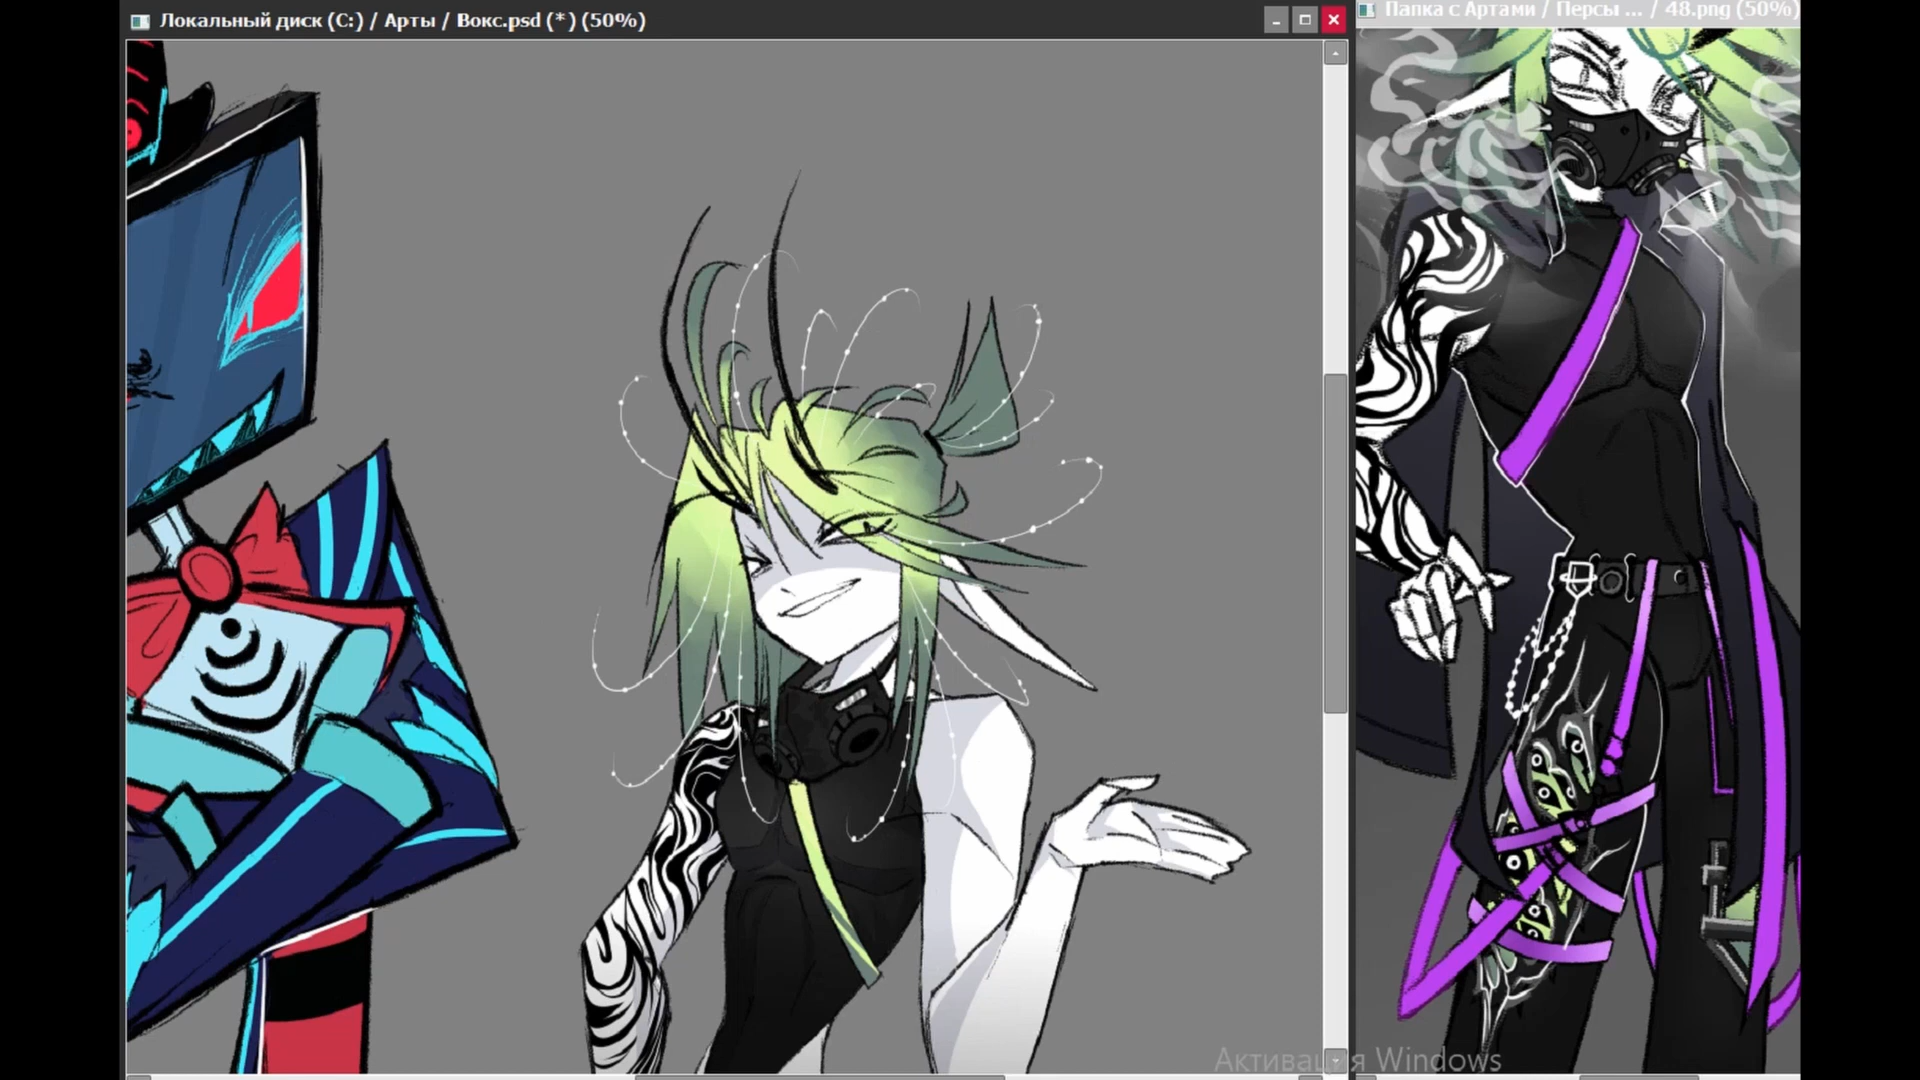 Локальный диск (C:) / Арты / Вокс.psd (*) (50%)
Папка с Артами / Персы ... / 48.png (50%)
Активация Windows